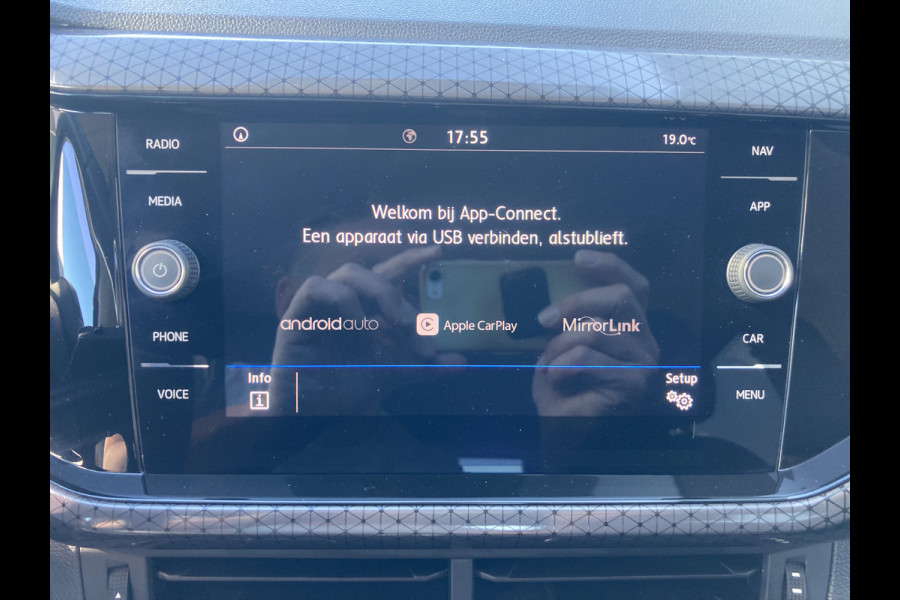 RADIO
MEDIA
PHONE
VOICE
17:55
19.0°C
Welkom bij App-Connect.
Een apparaat via USB verbinden, alstublieft.
androidauto
Apple CarPlay
MirrorLink
Info
i
Setup
NAV
APP
CAR
MENU